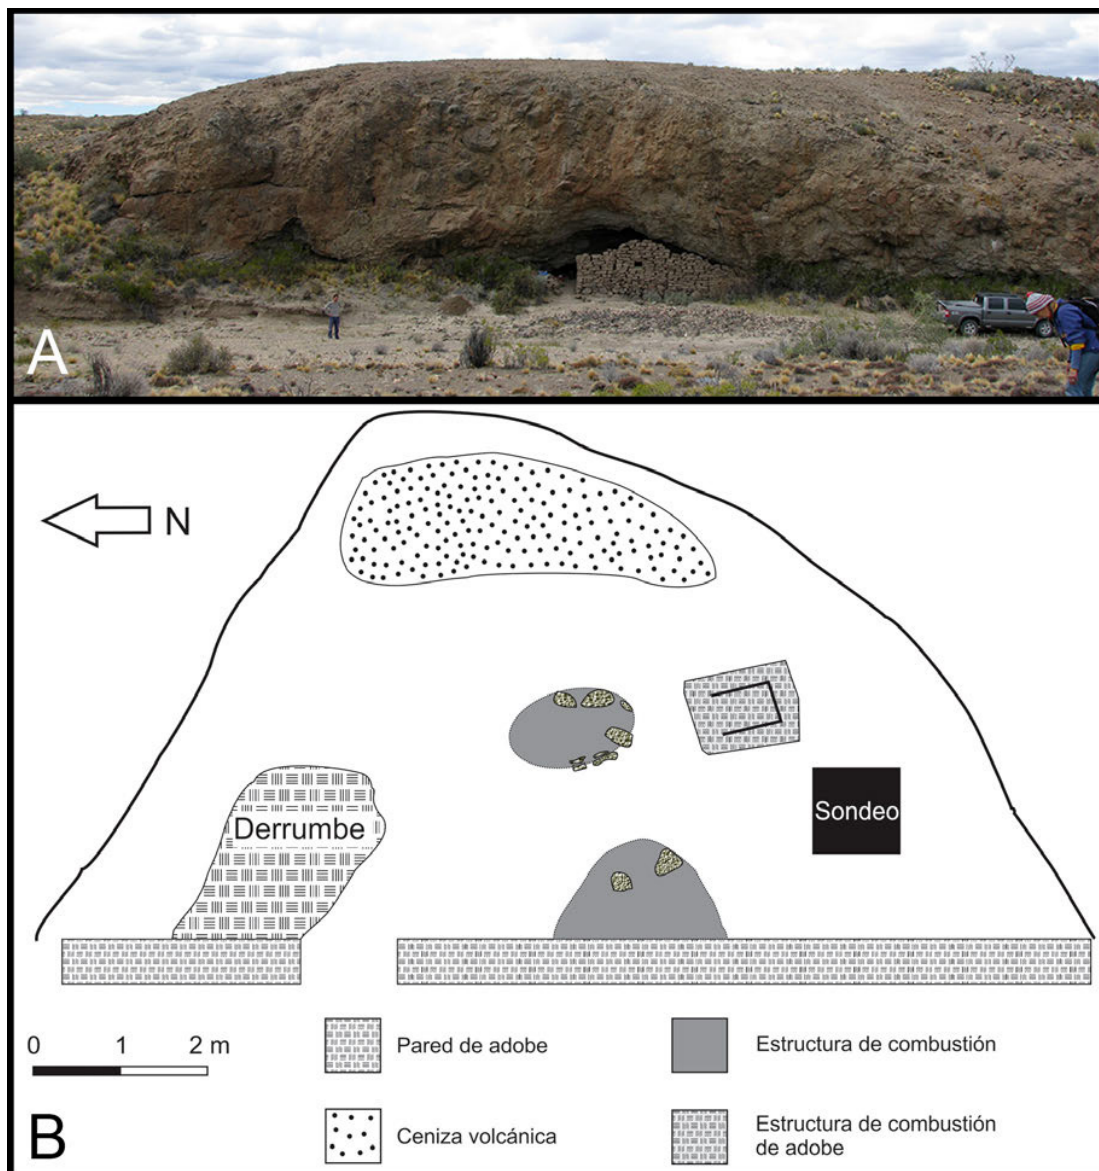 A
N
Derrumbe
Sondeo
0 1 2 m
Pared de adobe
Estructura de combustión
Ceniza volcánica
Estructura de combustión
de adobe
B